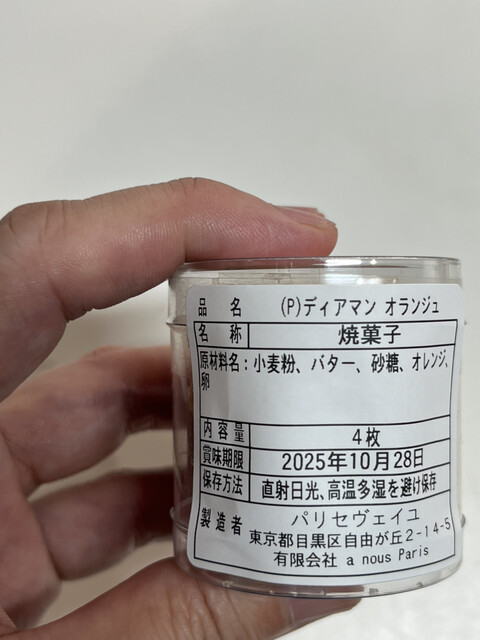 品名 (P)ディアマン オランジュ
名称 焼菓子
原材料名:小麦粉、バター、砂糖、オレンジ、
卵
内容量 4枚
賞味期限 2025年10月28日
保存方法 直射日光、高温多湿を避け保存
製造者 パリセヴェイユ
東京都目黒区自由が丘2-14-5
有限会社 a nous Paris